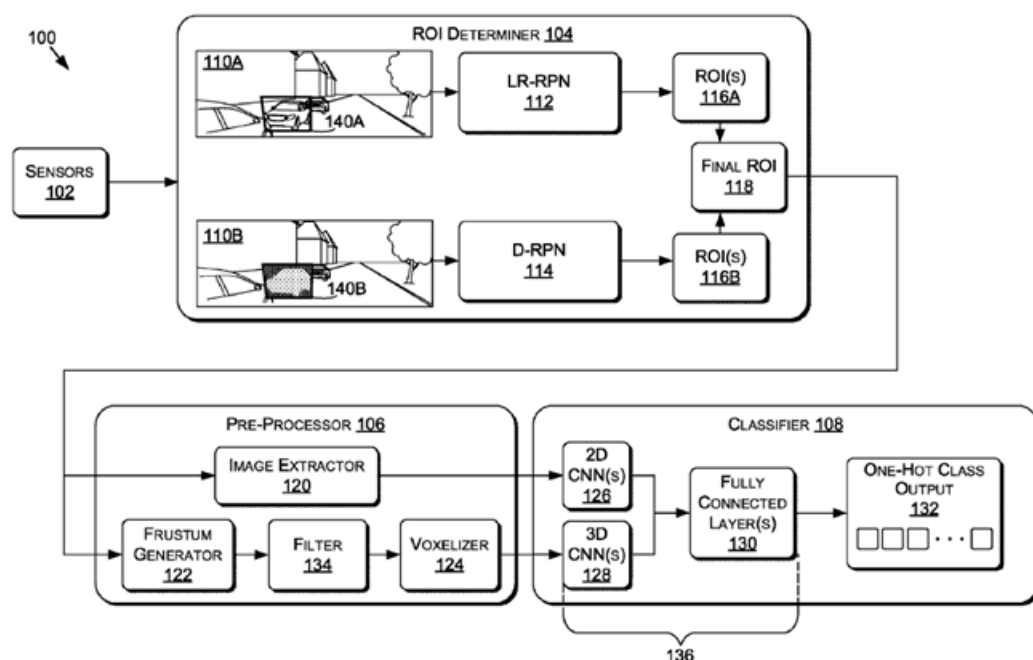 100
ROI DETERMINER 104
110A
140A
LR-RPN
112
ROI(S)
116A
SENSORS
102
FINAL ROI
118
110B
140B
D-RPN
114
ROI(S)
116B
PRE-PROCESSOR 106
IMAGE EXTRACTOR
120
FRUSTUM
GENERATOR
122
FILTER
134
VOXELIZER
124
CLASSIFIER 108
2D
CNN(S)
126
3D
CNN(S)
128
FULLY
CONNECTED
LAYER(S)
130
ONE-HOT CLASS
OUTPUT
132
136